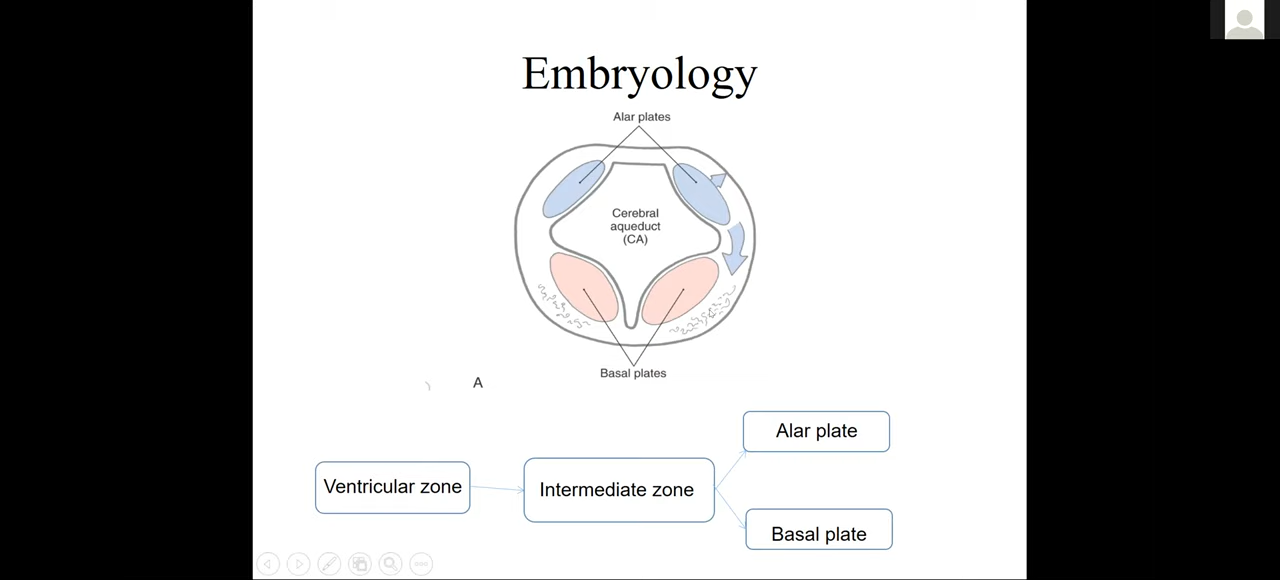 Embryology
Alar plates
Cerebral
aqueduct
(CA)
Basal plates
A
Alar plate
Ventricular zone
Intermediate zone
Basal plate